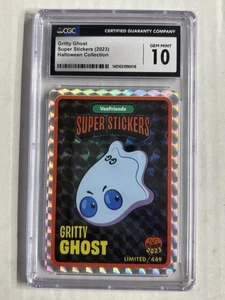 CGC
CERTIFIED GUARANTY COMPANY
Gritty Ghost
Super Stickers (2023)
Halloween Collection
GEM MINT
10
VeeFriends
SUPER STICKERS
GRITTY
GHOST
2023
LIMITED/449